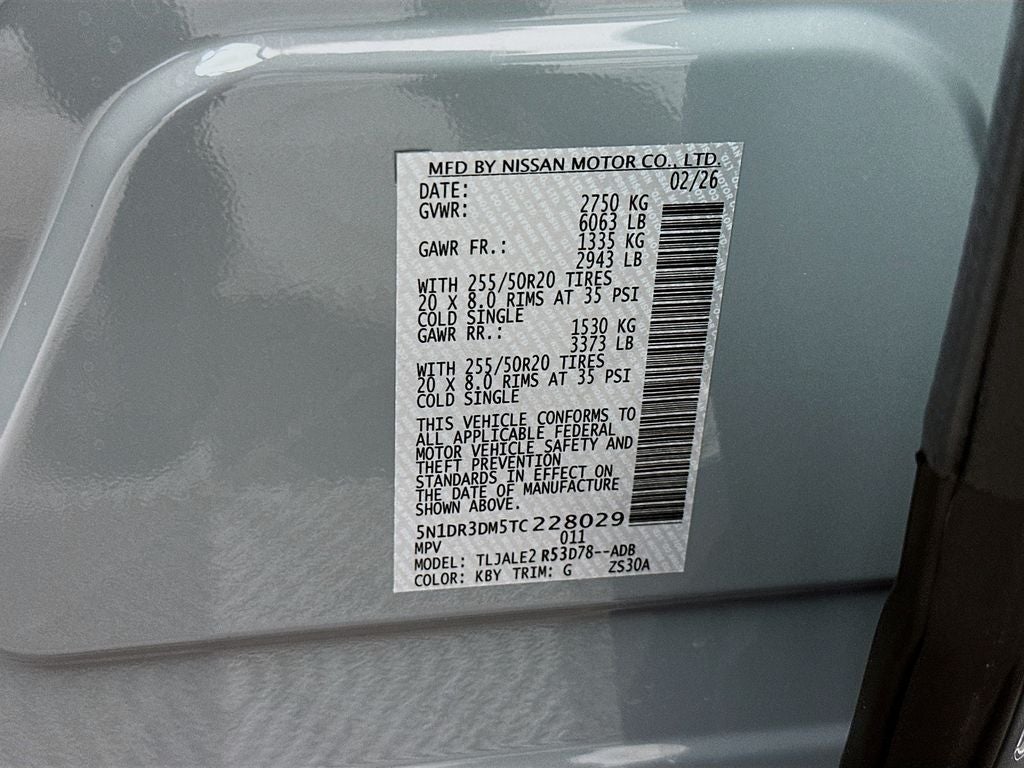 MFD BY NISSAN MOTOR CO., LTD.
DATE: 02/26
GVWR: 2750 KG
6063 LB
GAWR FR.: 1335 KG
2943 LB
WITH 255/50R20 TIRES
20 X 8.0 RIMS AT 35 PSI
COLD SINGLE
GAWR RR.: 1530 KG
3373 LB
WITH 255/50R20 TIRES
20 X 8.0 RIMS AT 35 PSI
COLD SINGLE
THIS VEHICLE CONFORMS TO
ALL APPLICABLE FEDERAL
MOTOR VEHICLE SAFETY AND
THEFT PREVENTION
STANDARDS IN EFFECT ON
THE DATE OF MANUFACTURE
SHOWN ABOVE.
5N1DR3DM5TC228029
MPV 011
MODEL: TLJALE2 R53D78--ADB
COLOR: KBY TRIM: G ZS30A